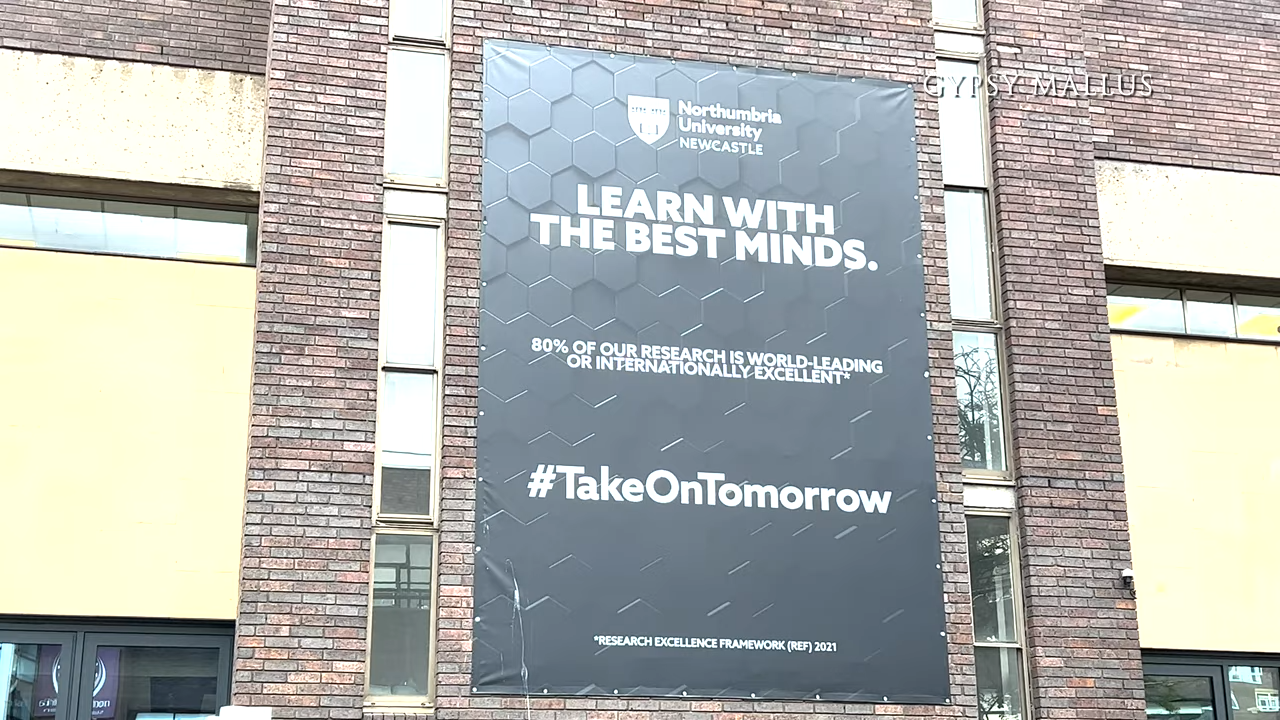 GYPSY MALLUS
Northumbria
University
NEWCASTLE
LEARN WITH
THE BEST MINDS.
80% OF OUR RESEARCH IS WORLD-LEADING
OR INTERNATIONALLY EXCELLENT*
#TakeOnTomorrow
*RESEARCH EXCELLENCE FRAMEWORK (REF) 2021